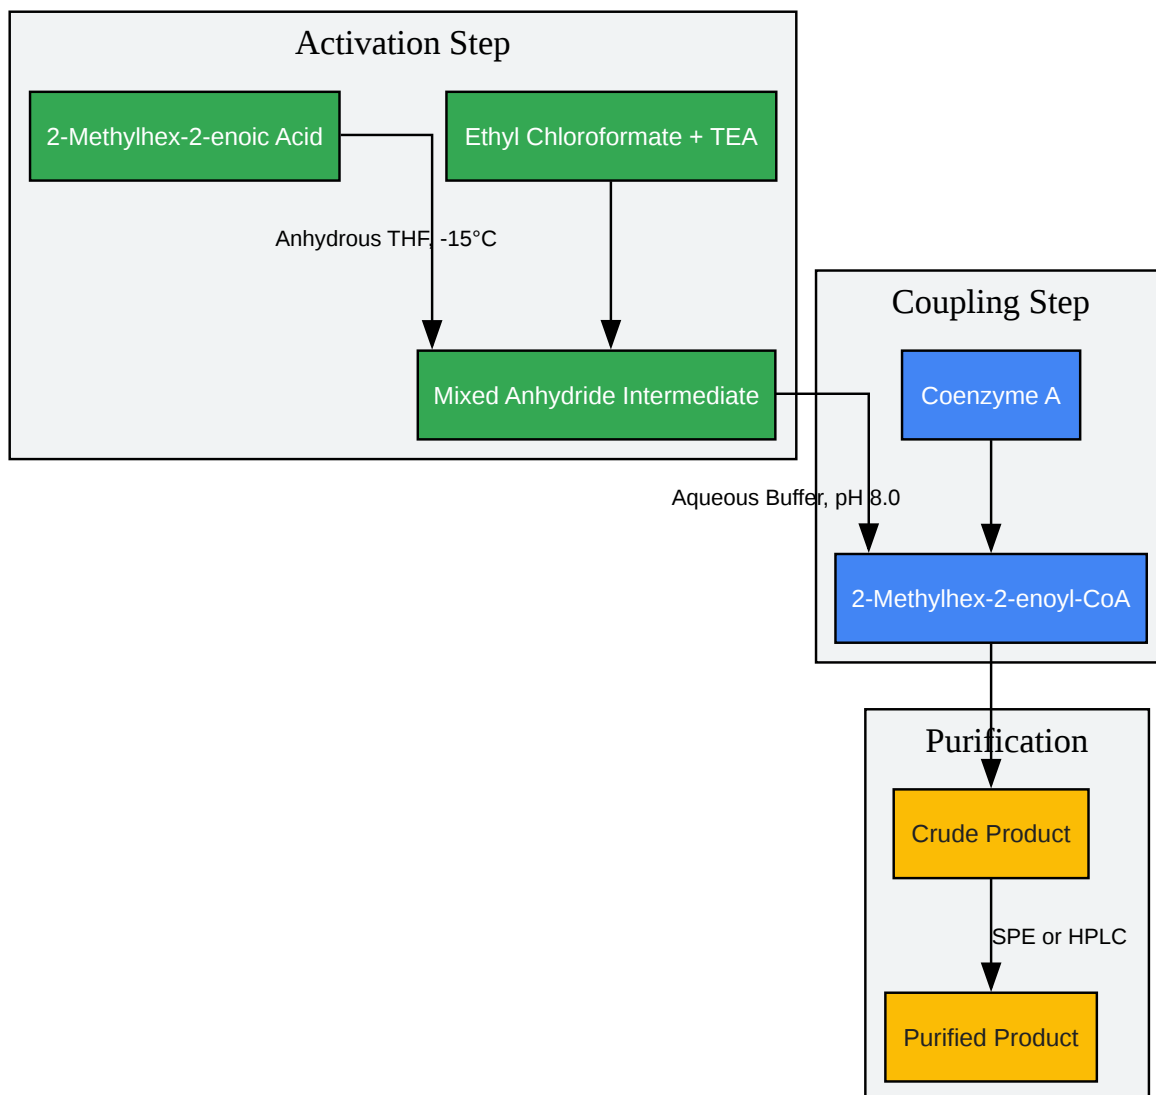 Activation Step
2-Methylhex-2-enoic Acid
Ethyl Chloroformate + TEA
Anhydrous THF, -15°C
Mixed Anhydride Intermediate
Coupling Step
Coenzyme A
Aqueous Buffer, pH 8.0
2-Methylhex-2-enoyl-CoA
Purification
Crude Product
SPE or HPLC
Purified Product